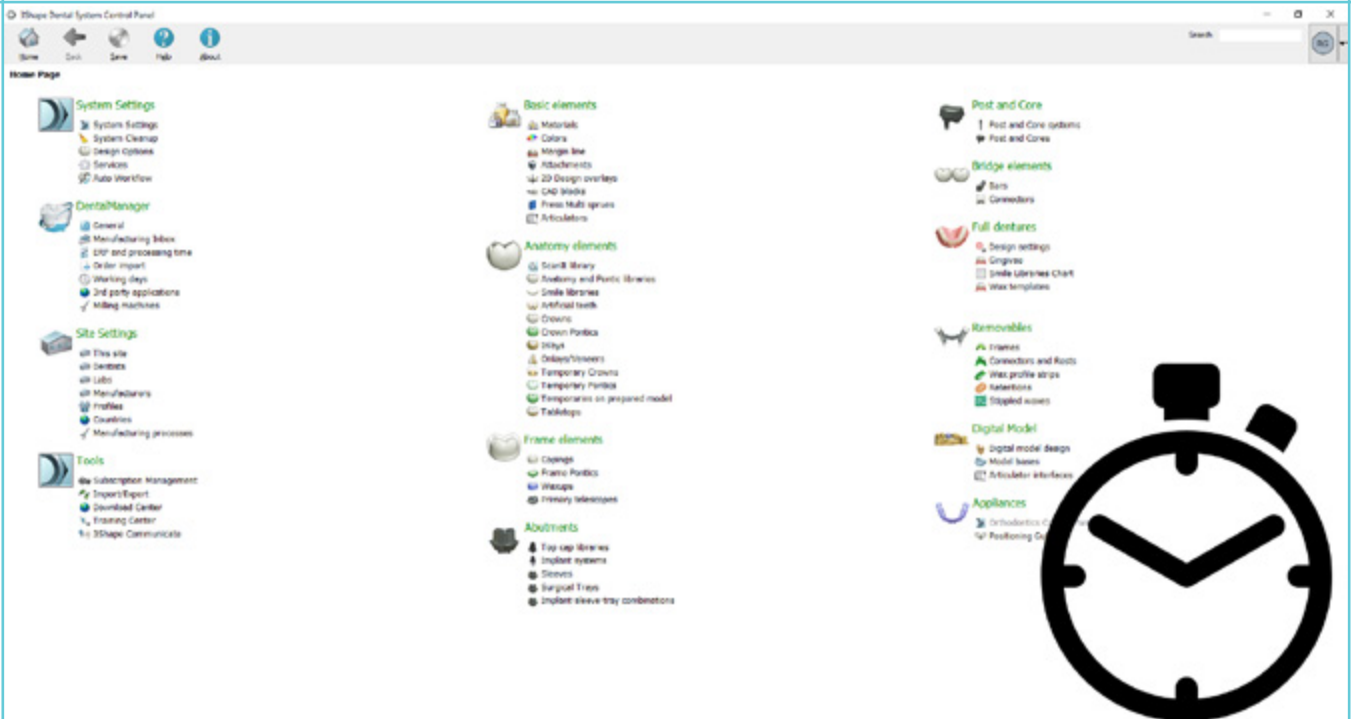 3Shape Dental System Control Panel
Home Back Save Help About
Search
Home Page
System Settings
System Settings
System Cleanup
Design Options
Services
Auto Workflow
DentalManager
General
Manufacturing Inbox
ERP and processing time
Order import
Working days
3rd party applications
Milling machines
Site Settings
This site
Dentists
Labs
Manufacturers
Profiles
Countries
Manufacturing processes
Tools
Subscription Management
Import/Export
Download Center
Training Center
3Shape Communicate
Basic elements
Materials
Colors
Margin line
Attachments
2D Design overlays
CAD blocks
Press Multi sprues
Articulators
Anatomy elements
ScanIt library
Anatomy and Pontic libraries
Smile libraries
Artificial teeth
Crowns
Crown Pontics
Inlays
Onlays/Veneers
Temporary Crowns
Temporary Pontics
Temporaries on prepared model
Tabletops
Frame elements
Copings
Frame Pontics
Waxups
Primary telescopes
Abutments
Top cap libraries
Implant systems
Sleeves
Surgical Trays
Implant sleeve tray combinations
Post and Core
Post and Core systems
Post and Cores
Bridge elements
Bars
Connectors
Full dentures
Design settings
Gingivae
Smile Libraries Chart
Wax templates
Removables
Frames
Connectors and Rests
Wax profile strips
Retentions
Stippled waxes
Digital Model
Digital model design
Model bases
Articulator interfaces
Appliances
Orthodontics
Positioning